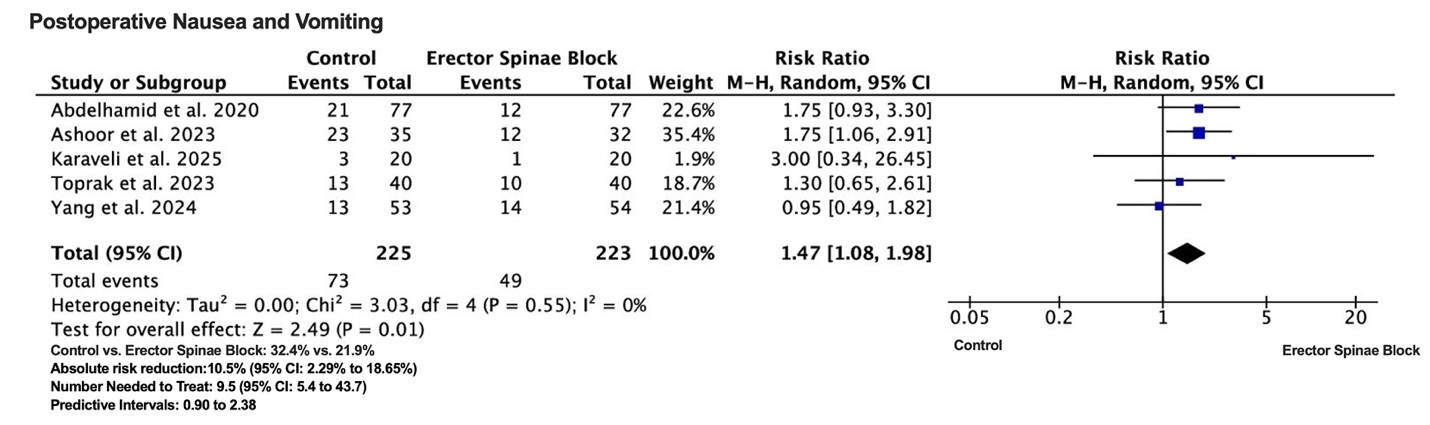 Postoperative Nausea and Vomiting
Control Erector Spinae Block Risk Ratio Risk Ratio
Study or Subgroup Events Total Events Total Weight M-H, Random, 95% CI M-H, Random, 95% CI
Abdelhamid et al. 2020 21 77 12 77 22.6% 1.75 [0.93, 3.30]
Ashoor et al. 2023 23 35 12 32 35.4% 1.75 [1.06, 2.91]
Karaveli et al. 2025 3 20 1 20 1.9% 3.00 [0.34, 26.45]
Toprak et al. 2023 13 40 10 40 18.7% 1.30 [0.65, 2.61]
Yang et al. 2024 13 53 14 54 21.4% 0.95 [0.49, 1.82]
Total (95% CI) 225 223 100.0% 1.47 [1.08, 1.98]
Total events 73 49
Heterogeneity: Tau² = 0.00; Chi² = 3.03, df = 4 (P = 0.55); I² = 0%
Test for overall effect: Z = 2.49 (P = 0.01)
0.05 0.2 1 5 20
Control Erector Spinae Block
Control vs. Erector Spinae Block: 32.4% vs. 21.9%
Absolute risk reduction:10.5% (95% CI: 2.29% to 18.65%)
Number Needed to Treat: 9.5 (95% CI: 5.4 to 43.7)
Predictive Intervals: 0.90 to 2.38